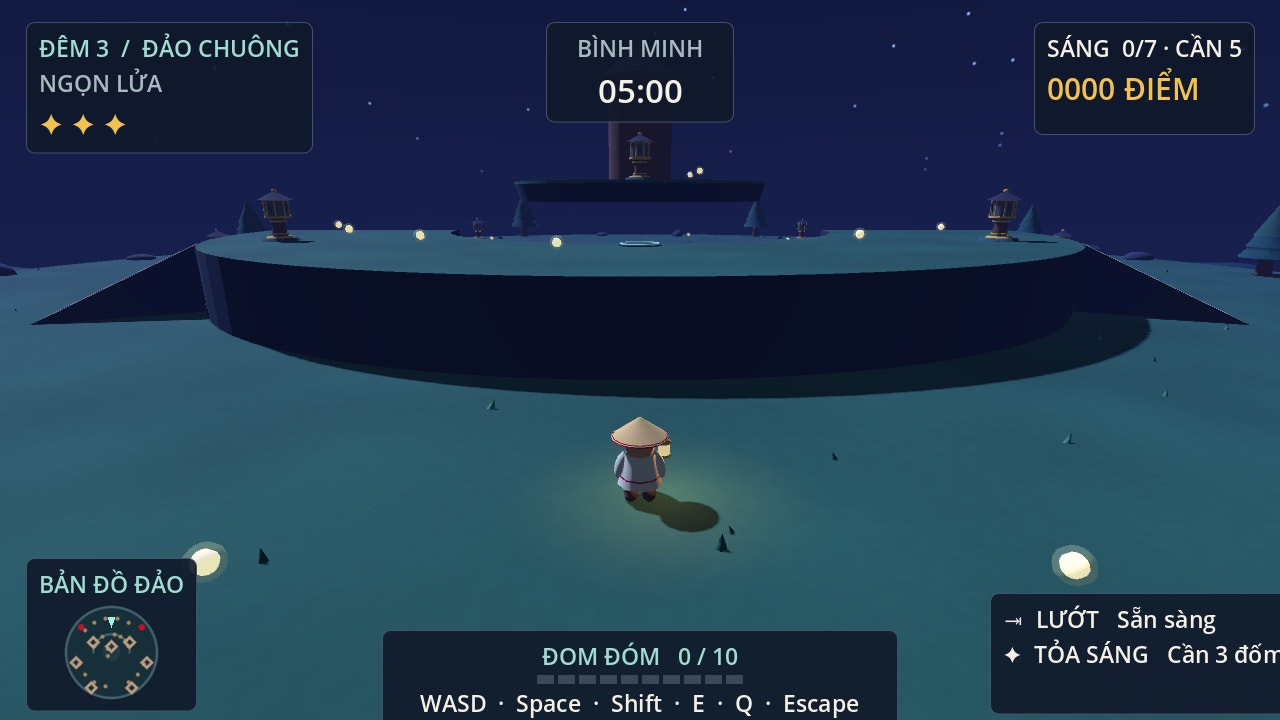 ĐÊM 3 / ĐẢO CHUÔNG
NGỌN LỬA
BÌNH MINH
05:00
SÁNG 0/7 · CẦN 5
0000 ĐIỂM
BẢN ĐỒ ĐẢO
ĐOM ĐÓM 0 / 10
WASD · Space · Shift · E · Q · Escape
⇥ LƯỚT Sẵn sàng
✦ TỎA SÁNG Cần 3 đóm